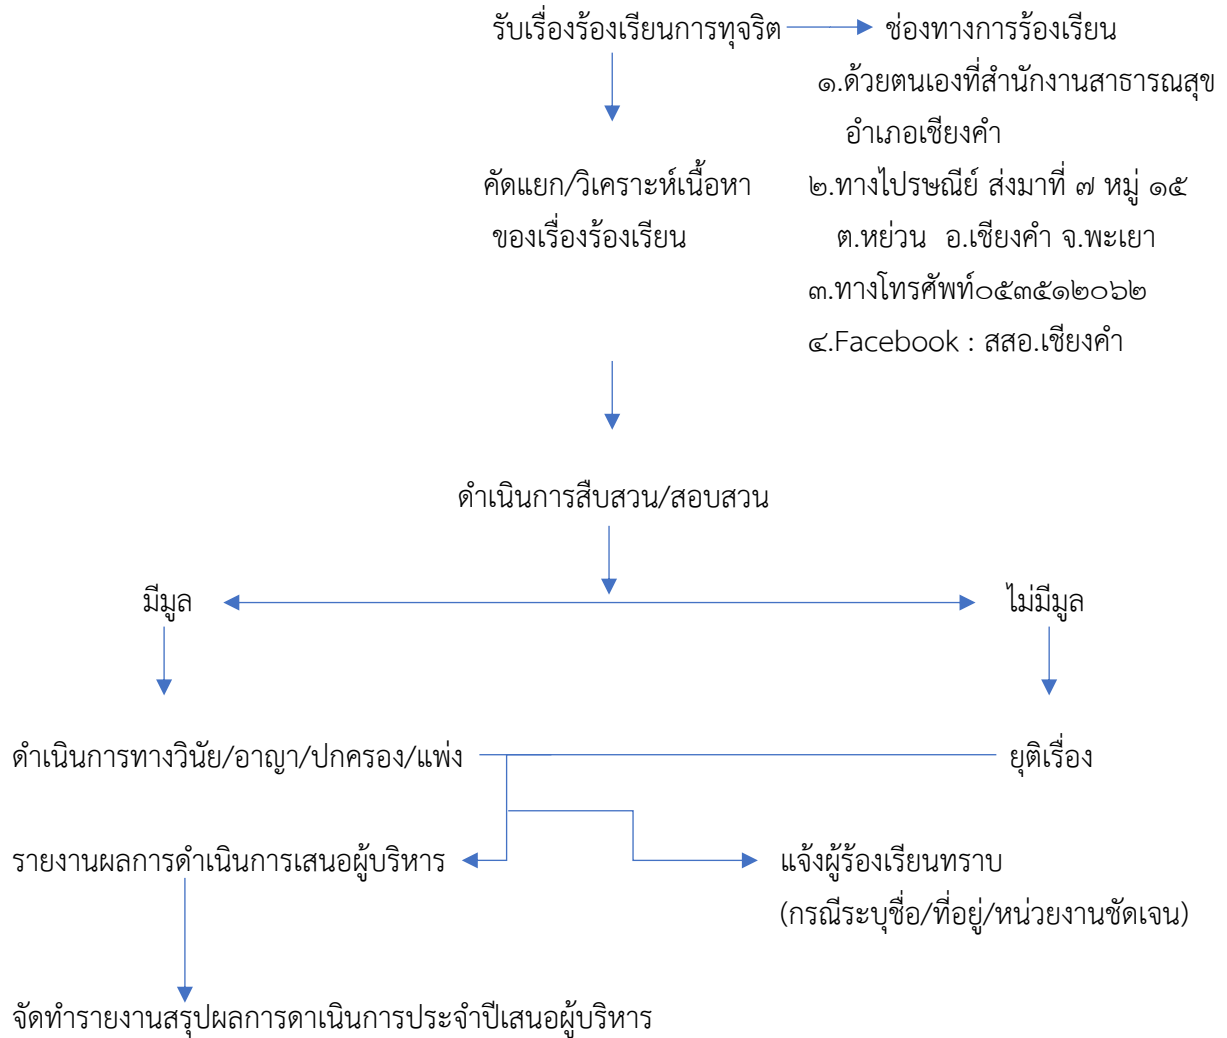 รับเรื่องร้องเรียนการทุจริต
ช่องทางการร้องเรียน
๑.ด้วยตนเองที่สำนักงานสาธารณสุข
อำเภอเชียงคำ
คัดแยก/วิเคราะห์เนื้อหา
ของเรื่องร้องเรียน
๒.ทางไปรษณีย์ ส่งมาที่ ๗ หมู่ ๑๕
ต.หย่วน อ.เชียงคำ จ.พะเยา
๓.ทางโทรศัพท์๐๕๓๕๑๒๐๖๒
๔.Facebook : สสอ.เชียงคำ
ดำเนินการสืบสวน/สอบสวน
มีมูล
ไม่มีมูล
ดำเนินการทางวินัย/อาญา/ปกครอง/แพ่ง
ยุติเรื่อง
รายงานผลการดำเนินการเสนอผู้บริหาร
แจ้งผู้ร้องเรียนทราบ
(กรณีระบุชื่อ/ที่อยู่/หน่วยงานชัดเจน)
จัดทำรายงานสรุปผลการดาเนินการประจำปีเสนอผู้บริหาร